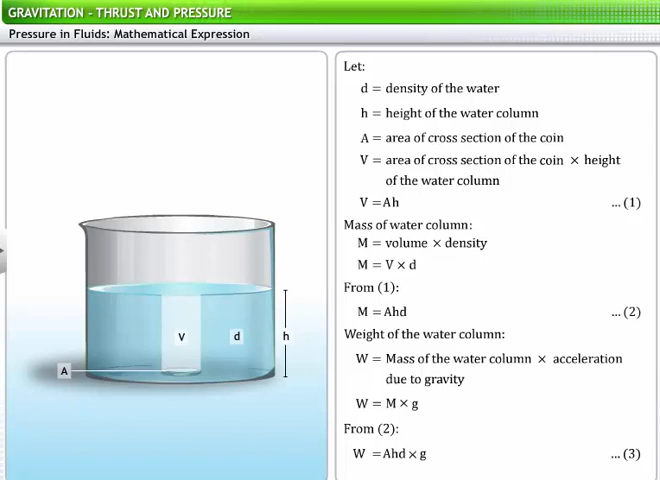 GRAVITATION - THRUST AND PRESSURE
Pressure in Fluids: Mathematical Expression
Let:
d = density of the water
h = height of the water column
A = area of cross section of the coin
V = area of cross section of the coin × height
of the water column
V =Ah ...(1)
Mass of water column:
M = volume × density
M = V × d
From (1):
M = Ahd ...(2)
Weight of the water column:
W = Mass of the water column × acceleration
due to gravity
W = M × g
From (2):
W =Ahd × g ...(3)
V d h
A